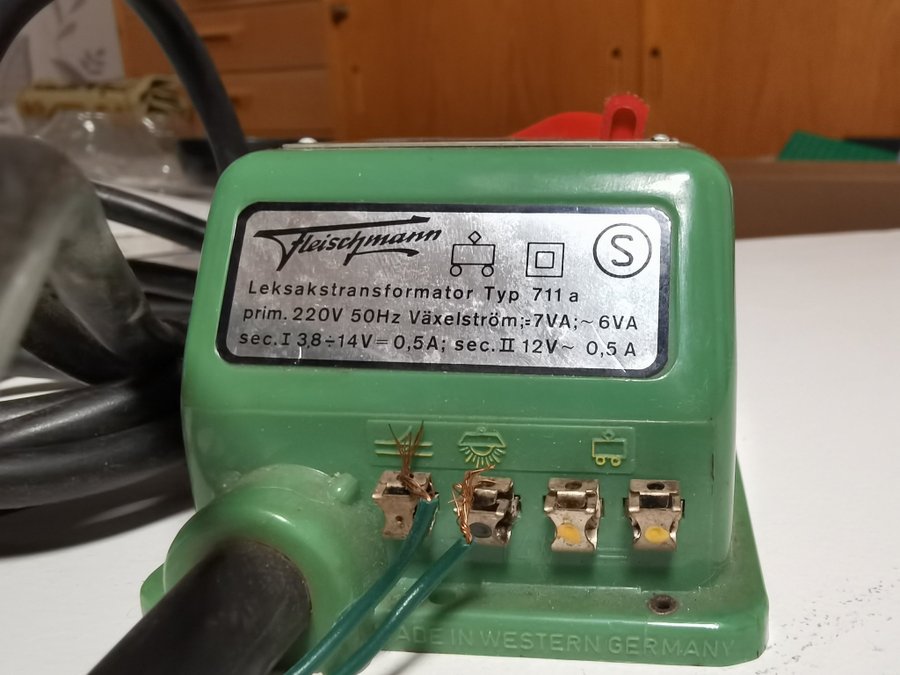 Fleischmann
S
Leksakstransformator Typ 711 a
prim. 220V 50Hz Växelström;=7VA;~6VA
sec. I 3,8÷14V= 0,5A; sec. II 12V~ 0,5 A
MADE IN WESTERN GERMANY